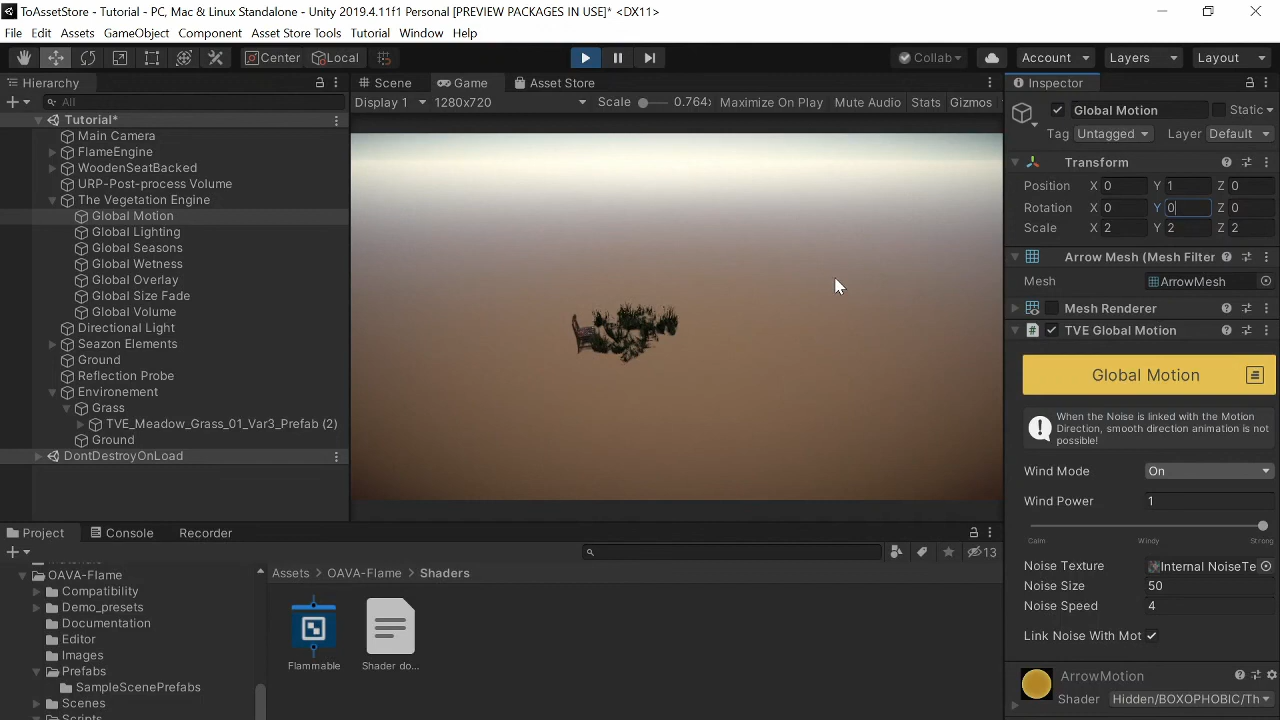 ToAssetStore - Tutorial - PC, Mac & Linux Standalone - Unity 2019.4.11f1 Personal [PREVIEW PACKAGES IN USE]* <DX11>
File Edit Assets GameObject Component Asset Store Tools Tutorial Window Help
Center Local Collab Account Layers Layout
Hierarchy Scene Game Asset Store Inspector
All Display 1 1280x720 Scale 0.764x Maximize On Play Mute Audio Stats Gizmos
Global Motion Static
Tag Untagged Layer Default
Tutorial*
Main Camera
FlameEngine
WoodenSeatBacked
URP-Post-process Volume
The Vegetation Engine
Global Motion
Global Lighting
Global Seasons
Global Wetness
Global Overlay
Global Size Fade
Global Volume
Directional Light
Seazon Elements
Ground
Reflection Probe
Environement
Grass
TVE_Meadow_Grass_01_Var3_Prefab (2)
Ground
DontDestroyOnLoad
Transform
Position X 0 Y 1 Z 0
Rotation X 0 Y 0 Z 0
Scale X 2 Y 2 Z 2
Arrow Mesh (Mesh Filter
Mesh ArrowMesh
Mesh Renderer
TVE Global Motion
Global Motion
When the Noise is linked with the Motion
Direction, smooth direction animation is not
possible!
Wind Mode On
Wind Power 1
Calm Windy Strong
Noise Texture Internal NoiseTe
Noise Size 50
Noise Speed 4
Link Noise With Mot
ArrowMotion
Shader Hidden/BOXOPHOBIC/Th
Project Console Recorder
13
Assets OAVA-Flame Shaders
OAVA-Flame
Compatibility
Demo_presets
Documentation
Editor
Images
Prefabs
SampleScenePrefabs
Scenes
Scripts
Flammable Shader do...